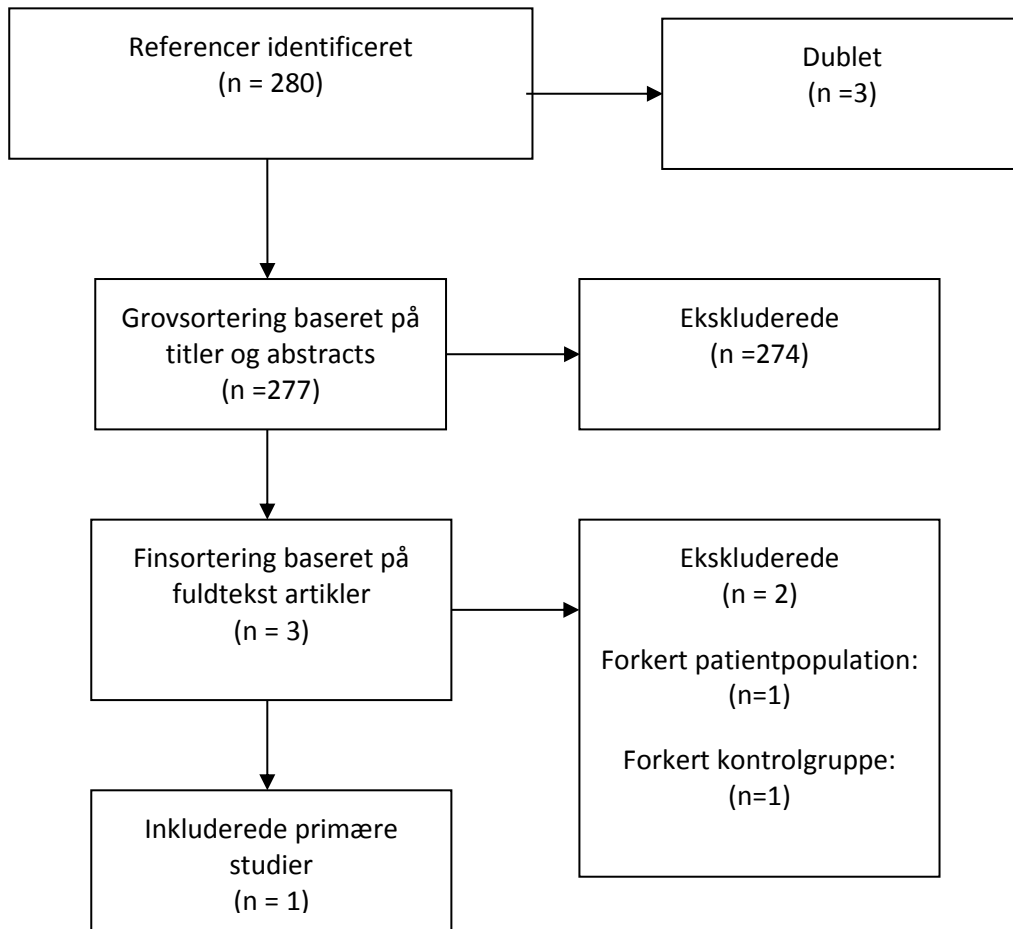 Referencer identificeret
(n = 280)
Dublet
(n =3)
Grovsortering baseret på
titler og abstracts
(n =277)
Ekskluderede
(n =274)
Finsortering baseret på
fuldtekst artikler
(n = 3)
Ekskluderede
(n = 2)
Forkert patientpopulation:
(n=1)
Forkert kontrolgruppe:
(n=1)
Inkluderede primære
studier
(n = 1)